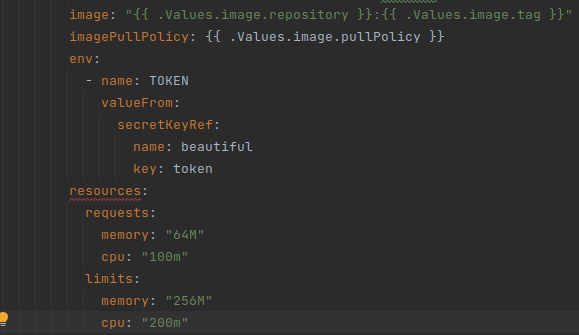 image: "{{ .Values.image.repository }}:{{ .Values.image.tag }}"
imagePullPolicy: {{ .Values.image.pullPolicy }}
env:
  - name: TOKEN
    valueFrom:
      secretKeyRef:
        name: beautiful
        key: token
resources:
  requests:
    memory: "64M"
    cpu: "100m"
  limits:
    memory: "256M"
    cpu: "200m"